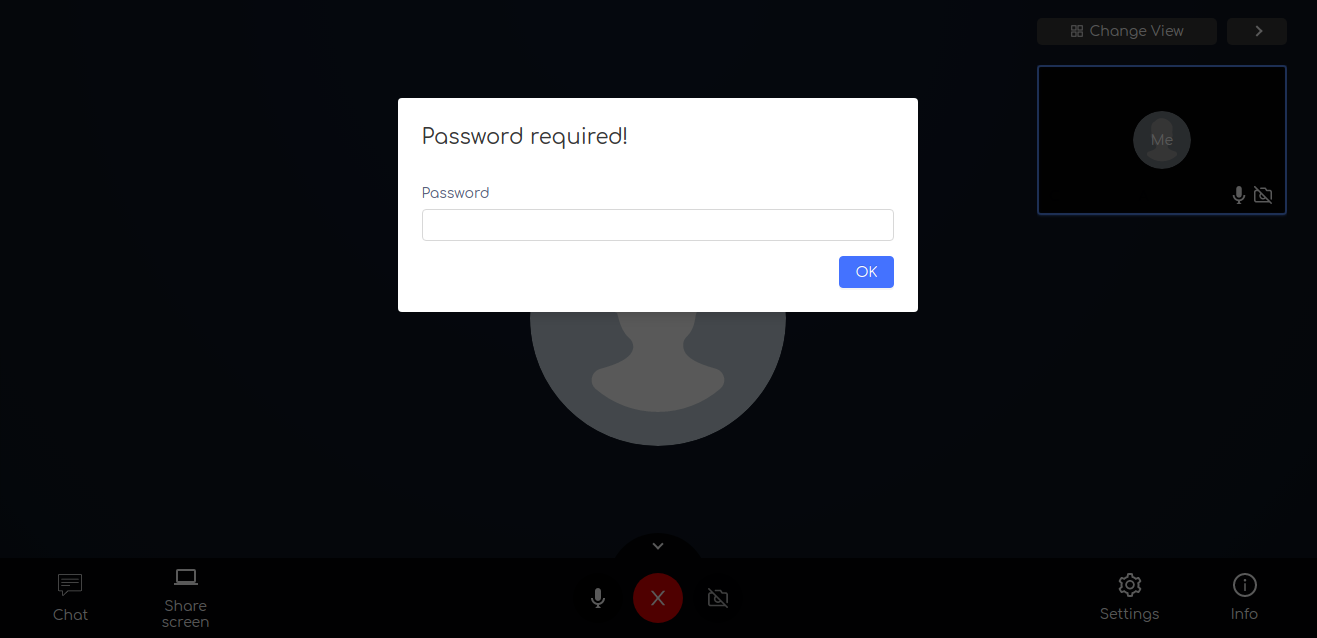 Change View
Password required!
Me
Password
OK
Chat
Share
screen
Settings
Info